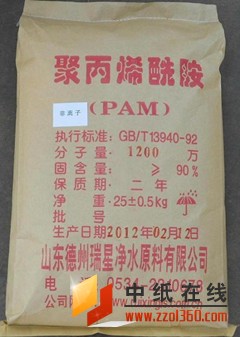 聚丙烯酰胺
非离子
(PAM)
执行标准: GB/T13940-92
分子量: 1200 万
固含量: ≥ 90%
保质期: 二年
净重: 25±0.5kg
批号
生产日期 2012年02月12日
山东德州瑞星净水原料有限公司
中纸在线
www.zzol360.com